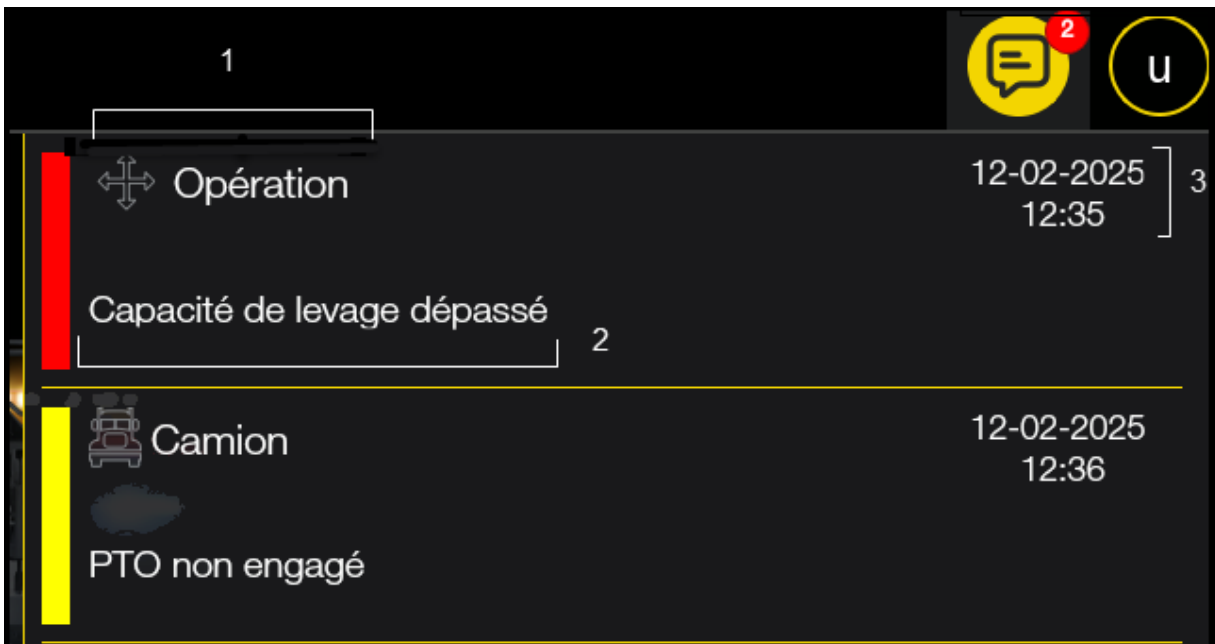 1
2
u
Opération
12-02-2025
12:35
3
Capacité de levage dépassé
2
Camion
12-02-2025
12:36
PTO non engagé